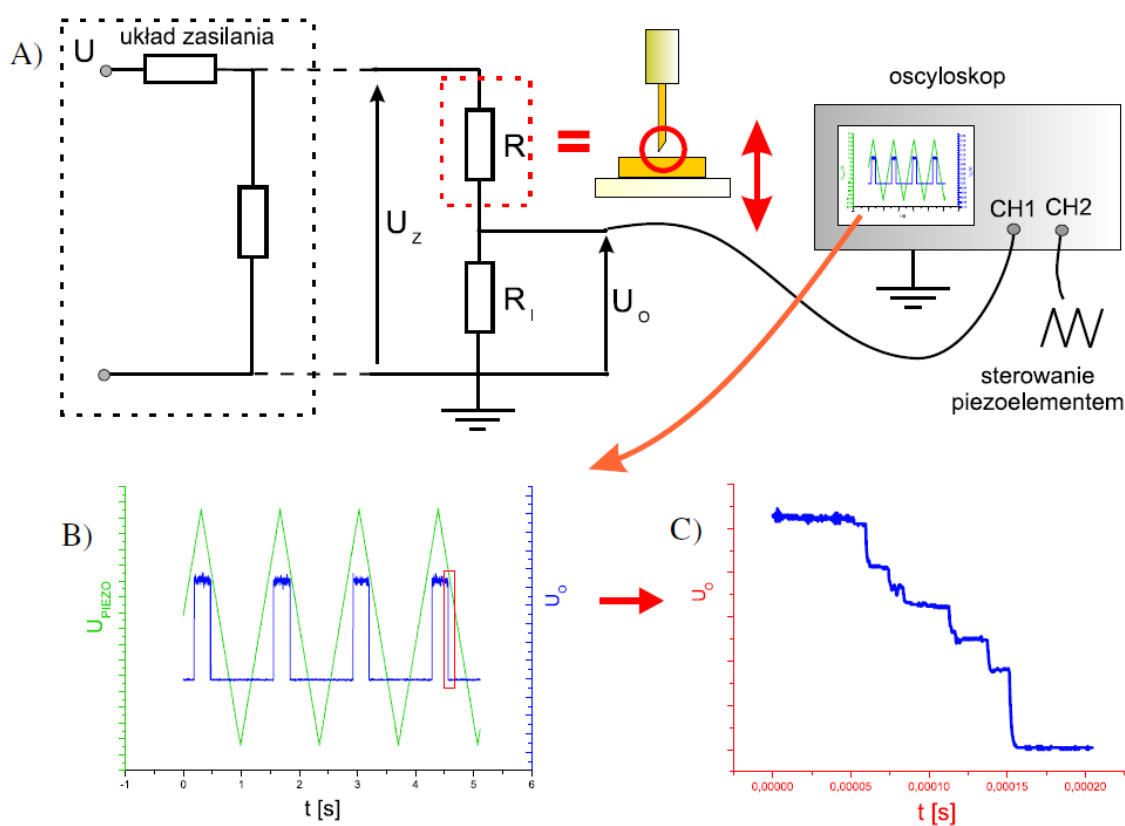 A)
U
układ zasilania
R
=
U z
R I
U o
oscyloskop
CH1
CH2
sterowanie
piezoelementem
B)
U PIEZO
U O
-1 0 1 2 3 4 5 6
t [s]
C)
U O
0,00000 0,00005 0,00010 0,00015 0,00020
t [s]